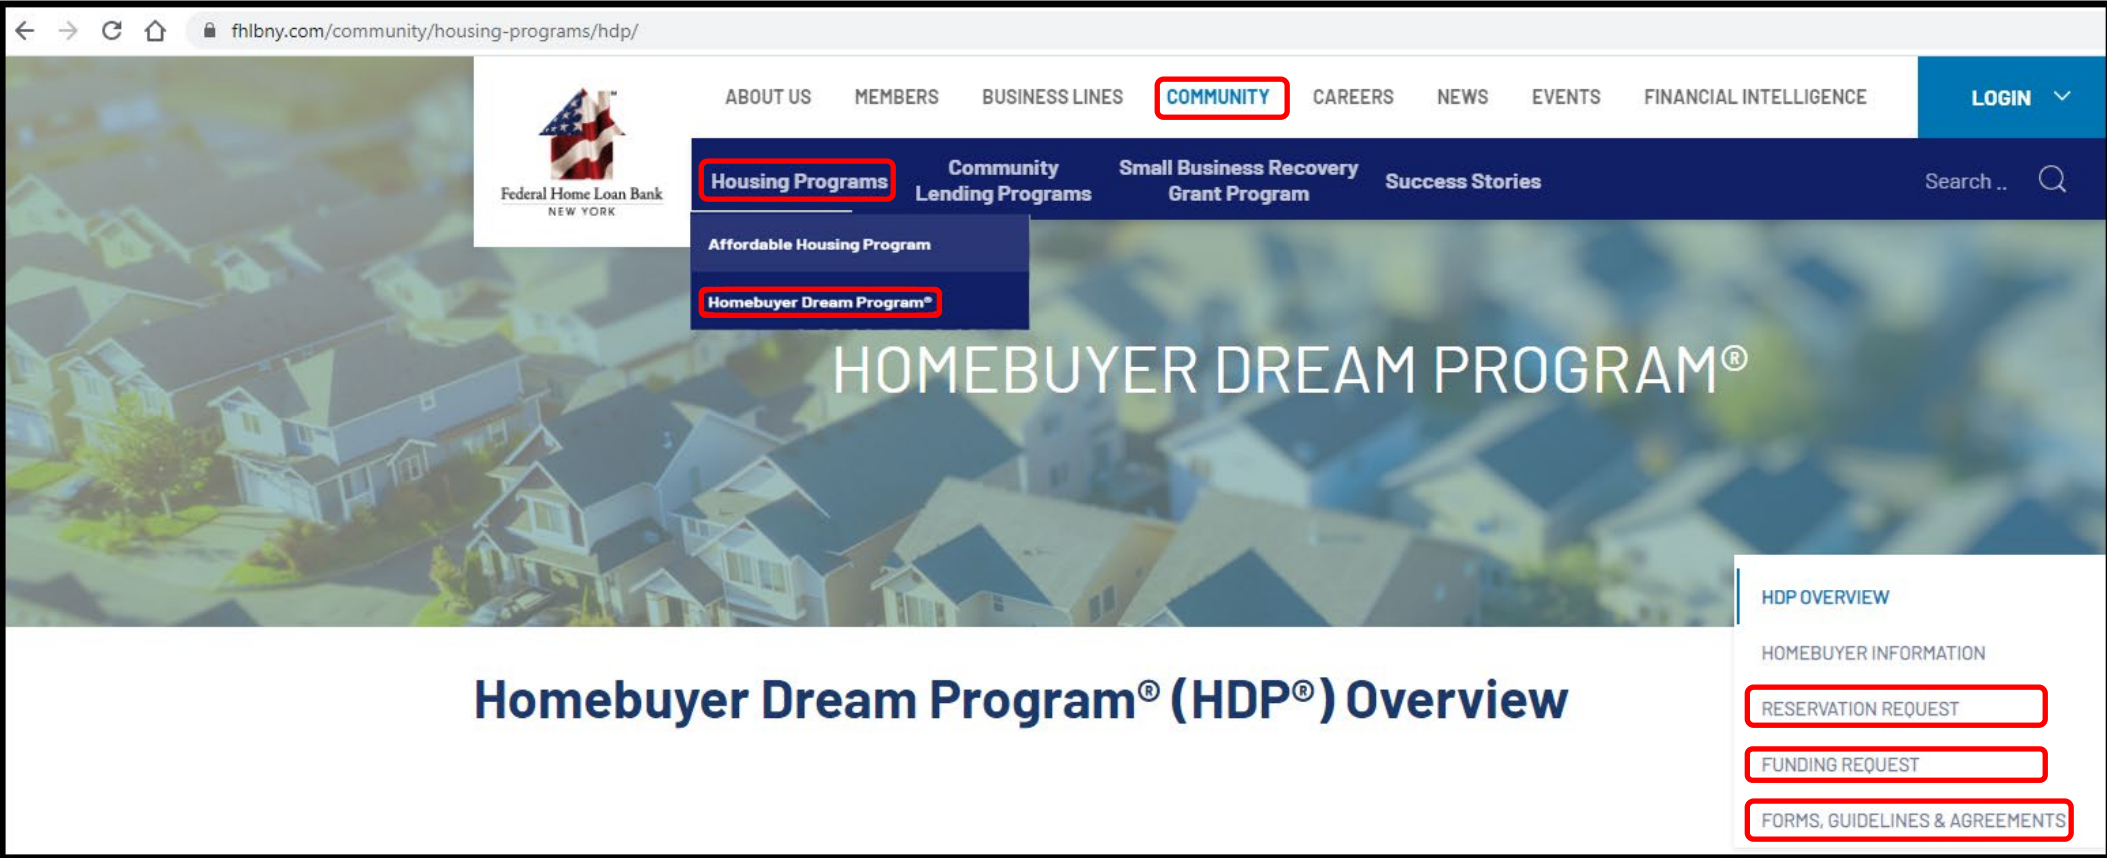 fhlbny.com/community/housing-programs/hdp/
ABOUT US MEMBERS BUSINESS LINES COMMUNITY CAREERS NEWS EVENTS FINANCIAL INTELLIGENCE LOGIN
Federal Home Loan Bank
NEW YORK
Housing Programs
Community
Lending Programs
Small Business Recovery
Grant Program
Success Stories
Search ..
Affordable Housing Program
Homebuyer Dream Program®
HOMEBUYER DREAM PROGRAM®
Homebuyer Dream Program® (HDP®) Overview
HDP OVERVIEW
HOMEBUYER INFORMATION
RESERVATION REQUEST
FUNDING REQUEST
FORMS, GUIDELINES & AGREEMENTS